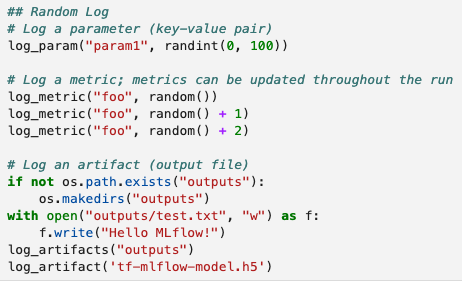 ## Random Log
# Log a parameter (key-value pair)
log_param("param1", randint(0, 100))

# Log a metric; metrics can be updated throughout the run
log_metric("foo", random())
log_metric("foo", random() + 1)
log_metric("foo", random() + 2)

# Log an artifact (output file)
if not os.path.exists("outputs"):
    os.makedirs("outputs")
with open("outputs/test.txt", "w") as f:
    f.write("Hello MLflow!")
log_artifacts("outputs")
log_artifact('tf-mlflow-model.h5')